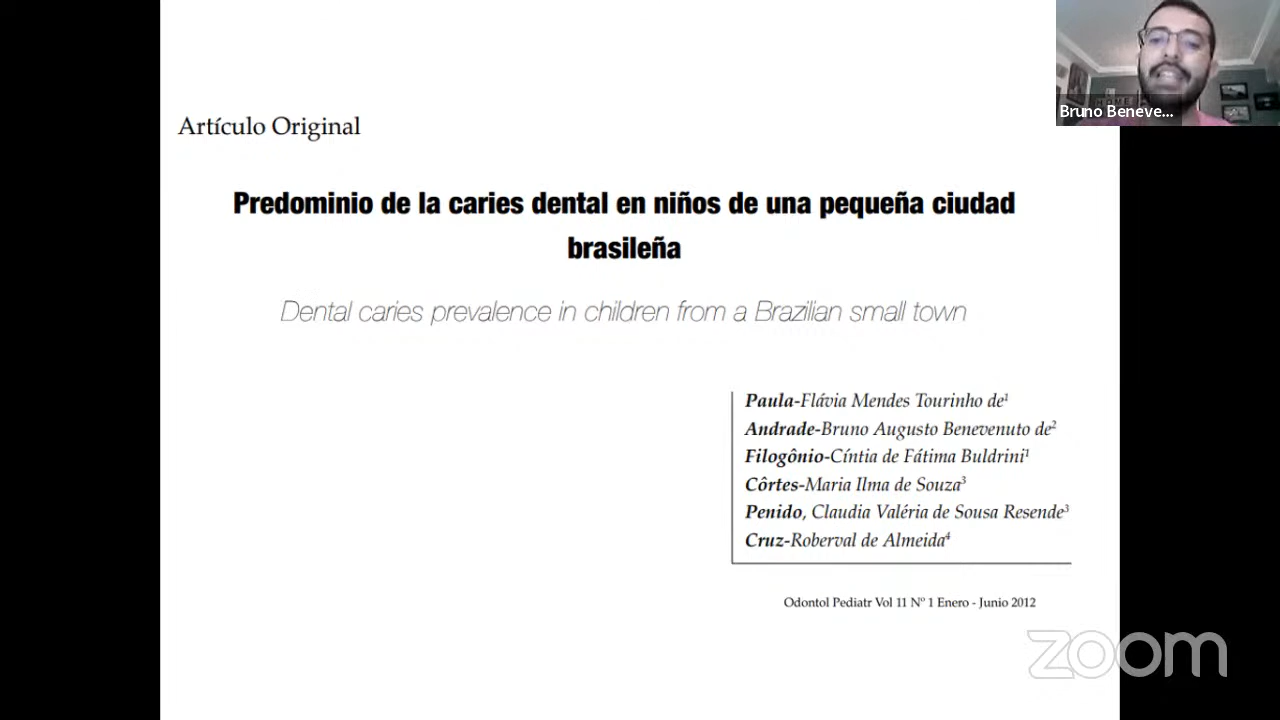 Artículo Original
Predominio de la caries dental en niños de una pequeña ciudad
brasileña
Dental caries prevalence in children from a Brazilian small town
Paula-Flávia Mendes Tourinho de¹
Andrade-Bruno Augusto Benevenuto de²
Filogônio-Cíntia de Fátima Buldrini¹
Côrtes-Maria Ilma de Souza³
Penido, Claudia Valéria de Sousa Resende³
Cruz-Roberval de Almeida⁴
Odontol Pediatr Vol 11 Nº 1 Enero - Junio 2012
Bruno Beneve...
HOME
zoom